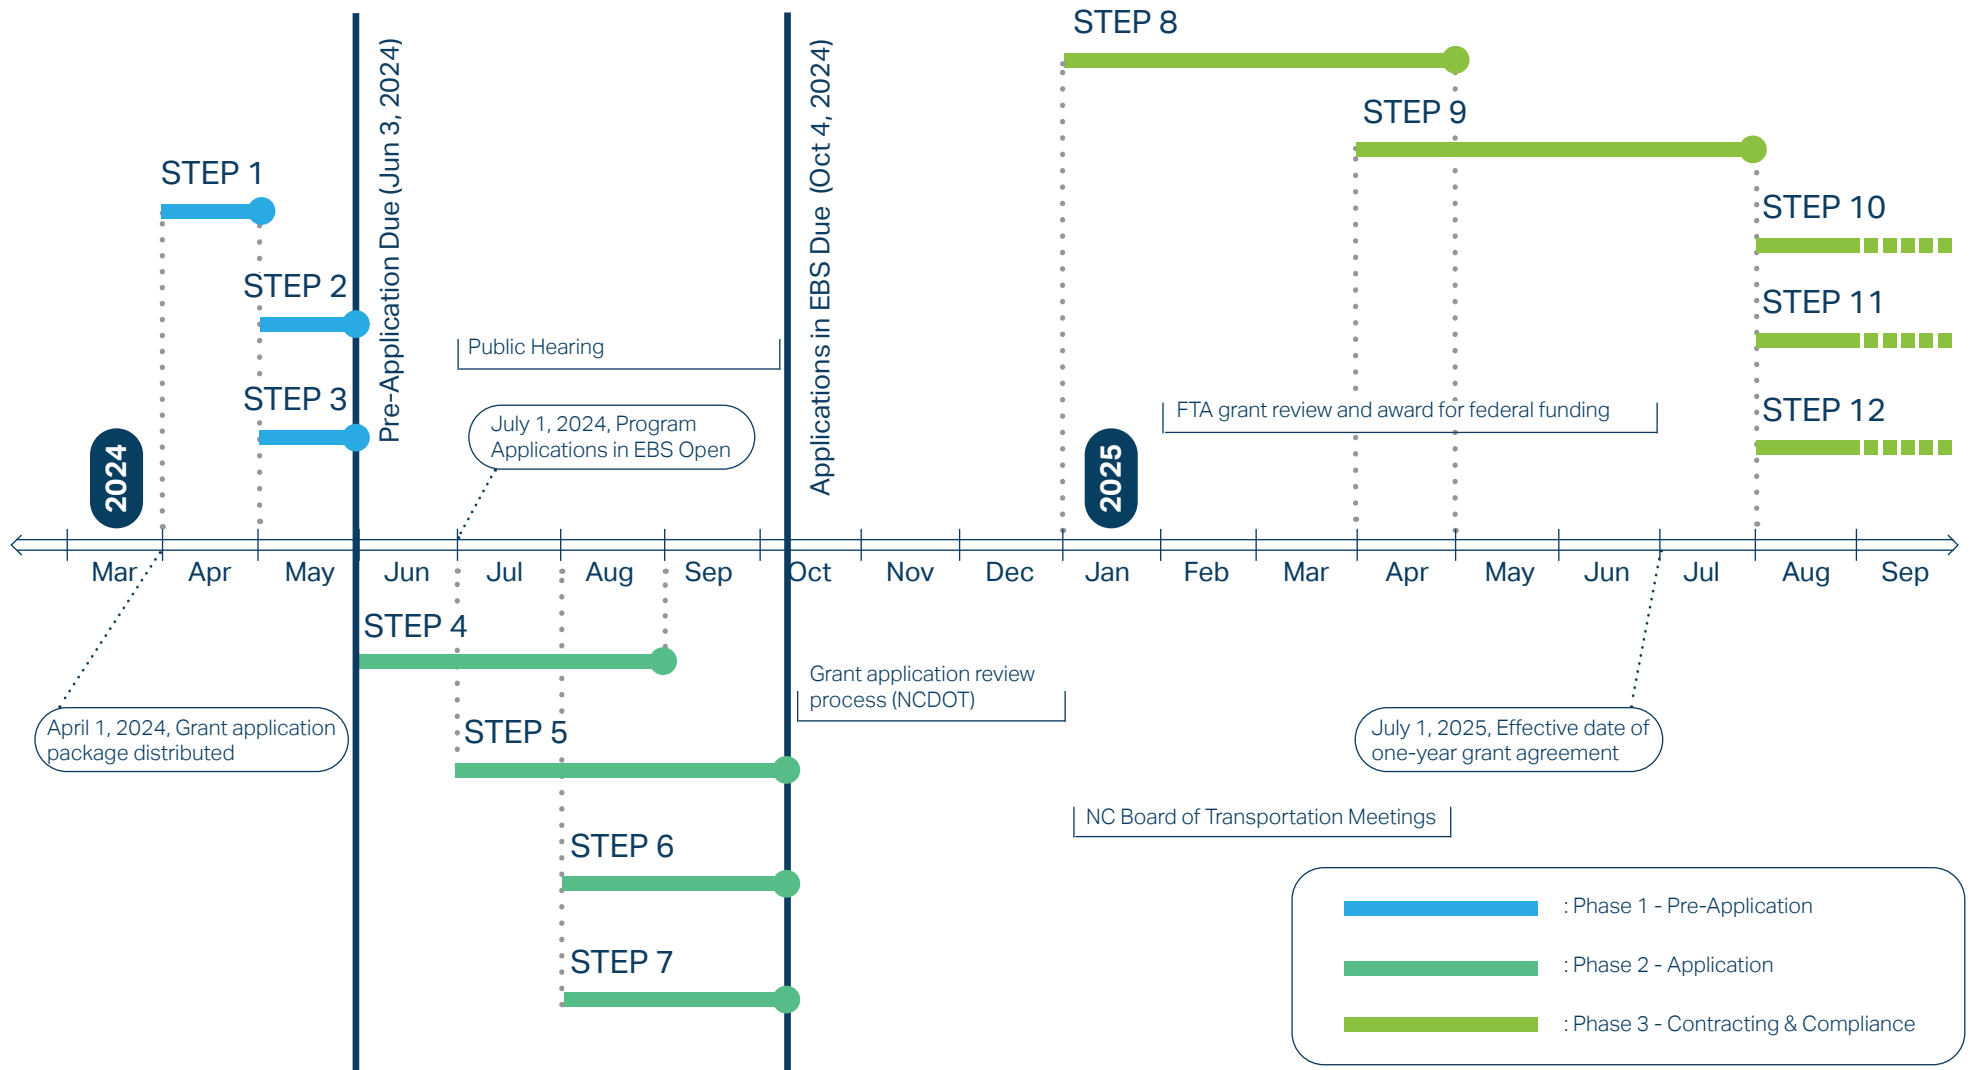 STEP 8
STEP 9
STEP 1
STEP 10
STEP 2
STEP 11
STEP 3
STEP 12
Pre-Application Due (Jun 3, 2024)
Applications in EBS Due (Oct 4, 2024)
Public Hearing
July 1, 2024, Program
Applications in EBS Open
FTA grant review and award for federal funding
2024
2025
Mar
Apr
May
Jun
Jul
Aug
Sep
Oct
Nov
Dec
Jan
Feb
Mar
Apr
May
Jun
Jul
Aug
Sep
STEP 4
April 1, 2024, Grant application
package distributed
STEP 5
Grant application review
process (NCDOT)
July 1, 2025, Effective date of
one-year grant agreement
NC Board of Transportation Meetings
STEP 6
STEP 7
: Phase 1 - Pre-Application
: Phase 2 - Application
: Phase 3 - Contracting & Compliance